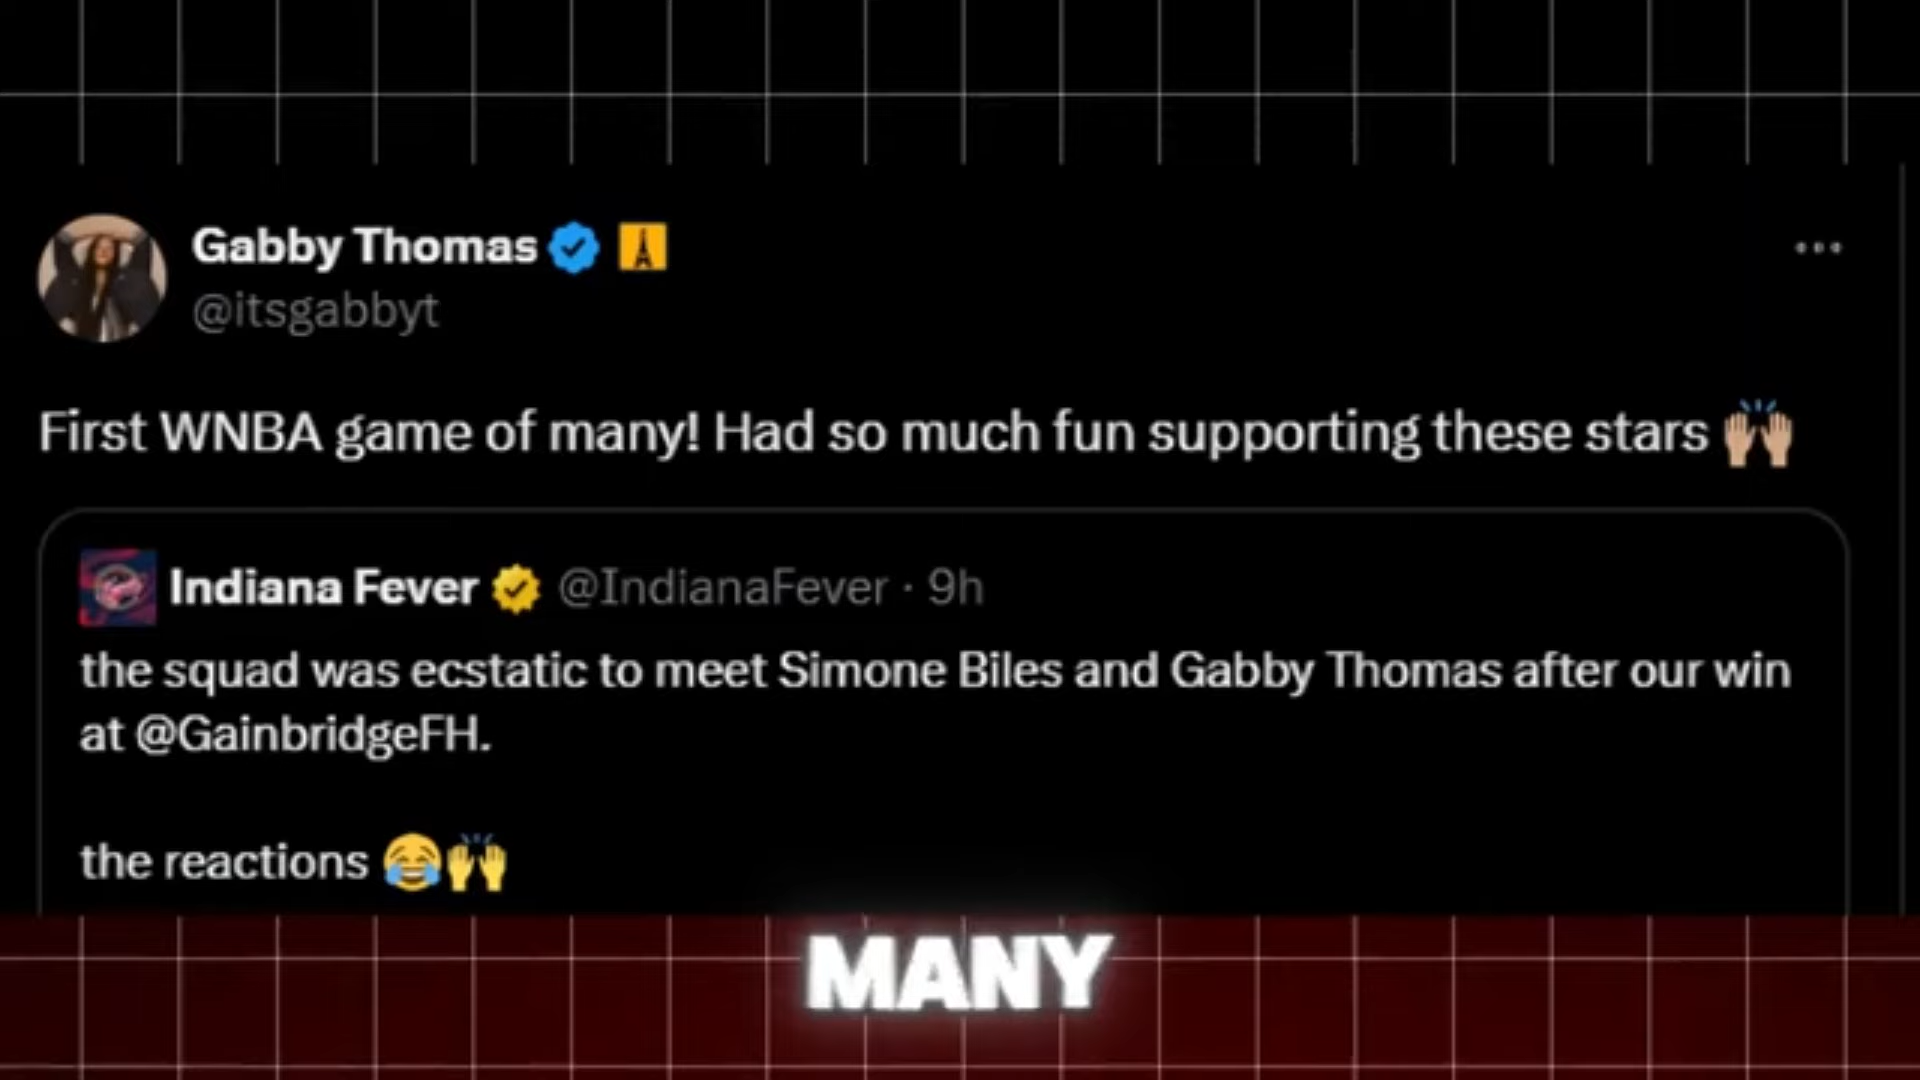 Gabby Thomas
@itsgabbyt
First WNBA game of many! Had so much fun supporting these stars 🙌🏼
Indiana Fever @IndianaFever · 9h
the squad was ecstatic to meet Simone Biles and Gabby Thomas after our win
at @GainbridgeFH.
the reactions 😂🙌
MANY